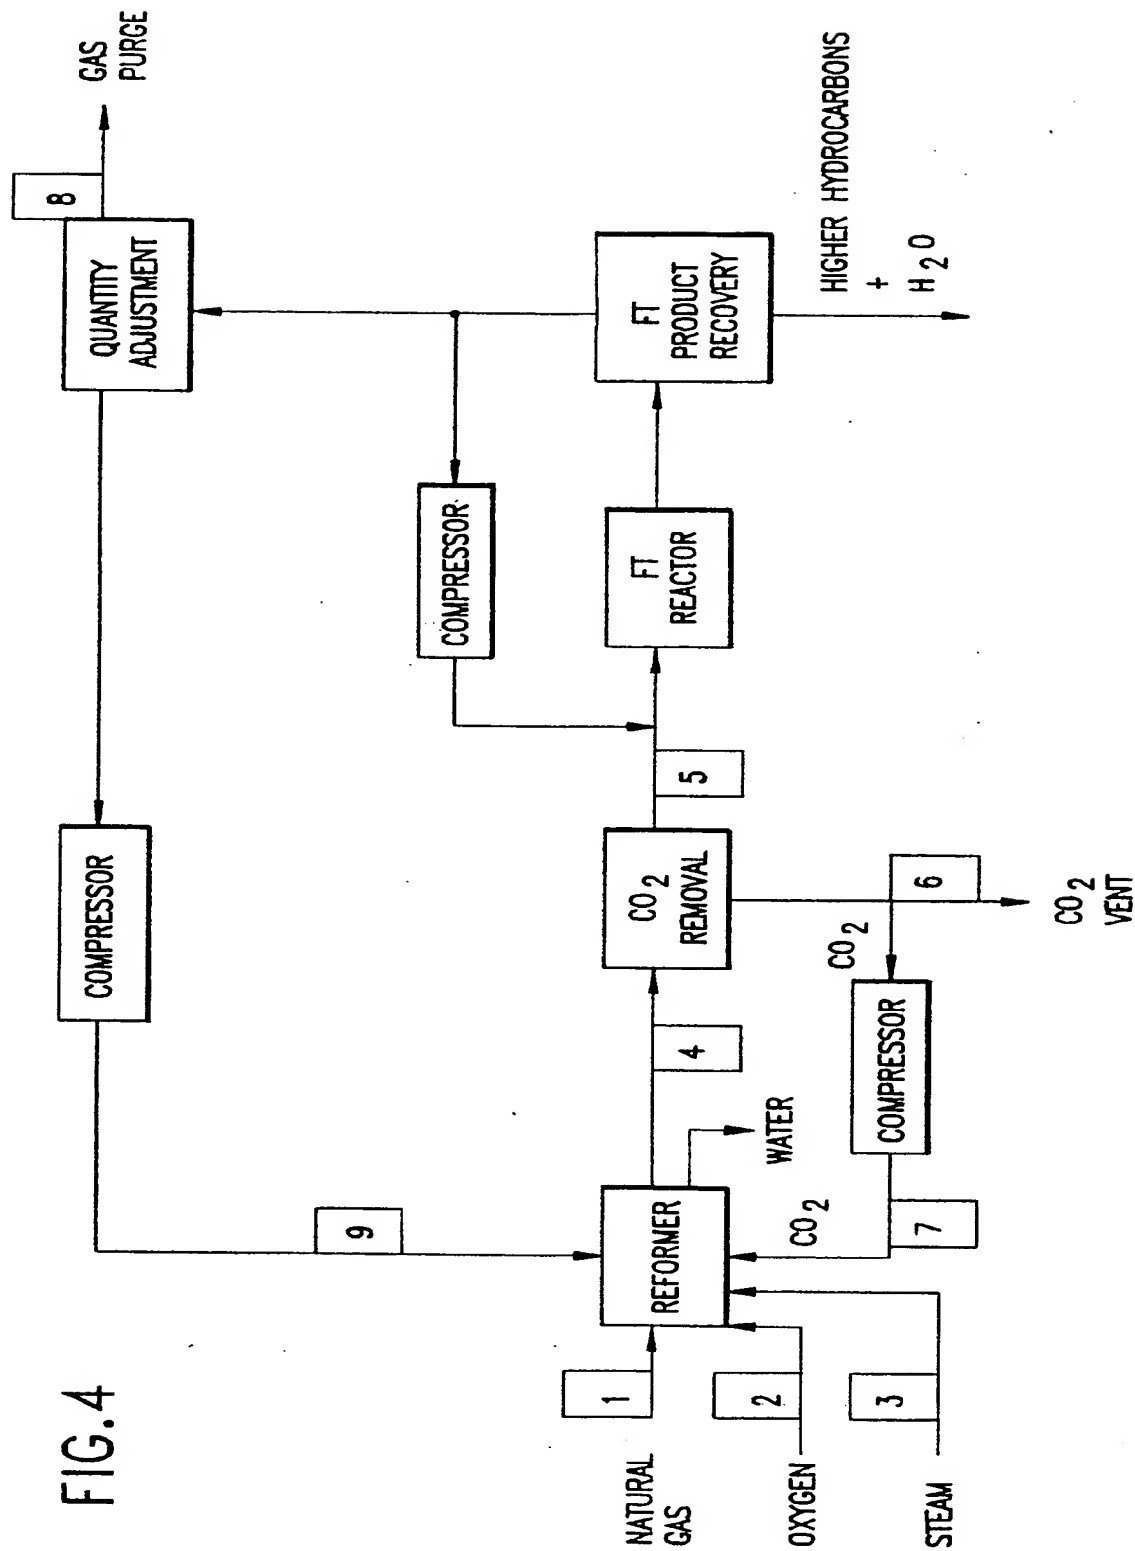 FIG.4
GAS
PURGE
8
QUANTITY
ADJUSTMENT
COMPRESSOR
9
COMPRESSOR
NATURAL
GAS
1
REFORMER
4
CO2
REMOVAL
5
FT
REACTOR
FT
PRODUCT
RECOVERY
HIGHER HYDROCARBONS
+
H2O
WATER
OXYGEN
2
STEAM
3
CO2
7
COMPRESSOR
CO2
6
CO2
VENT